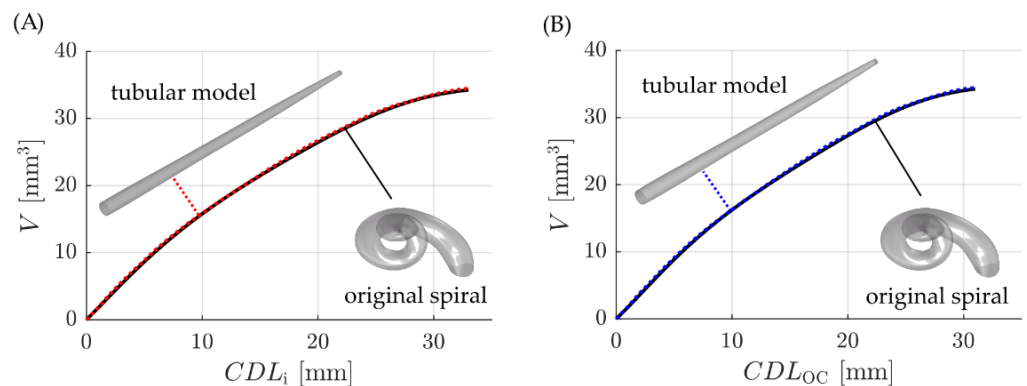 (A)
40
30
20
10
0
V [mm³]
tubular model
original spiral
0 10 20 30
CDLᵢ [mm]
(B)
40
30
20
10
0
V [mm³]
tubular model
original spiral
0 10 20 30
CDL_OC [mm]